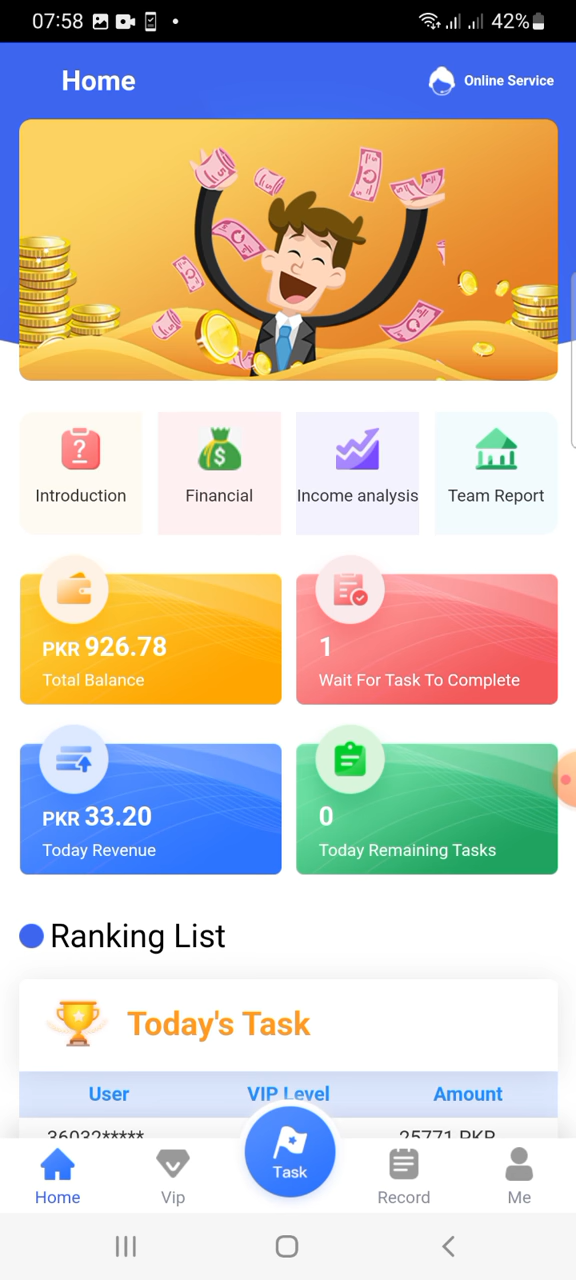 07:58 42%
Home
Online Service
Introduction
Financial
Income analysis
Team Report
PKR 926.78
Total Balance
1
Wait For Task To Complete
PKR 33.20
Today Revenue
0
Today Remaining Tasks
Ranking List
Today's Task
User VIP Level Amount
36032***** 25771 PKR
Home
Vip
Task
Record
Me